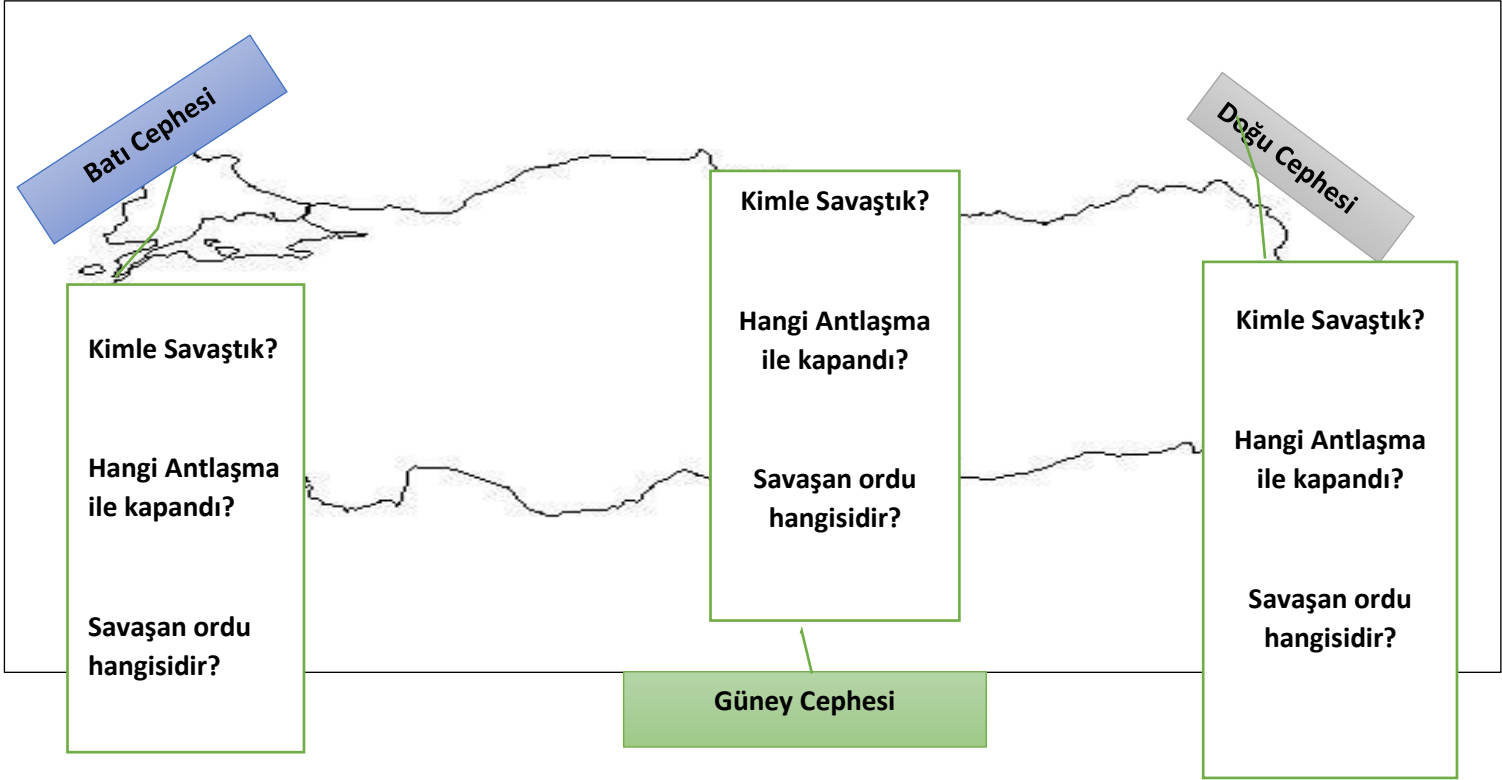 Batı Cephesi
Kimle Savaştık?
Hangi Antlaşma
ile kapandı?
Savaşan ordu
hangisidir?
Güney Cephesi
Kimle Savaştık?
Hangi Antlaşma
ile kapandı?
Savaşan ordu
hangisidir?
Doğu Cephesi
Kimle Savaştık?
Hangi Antlaşma
ile kapandı?
Savaşan ordu
hangisidir?